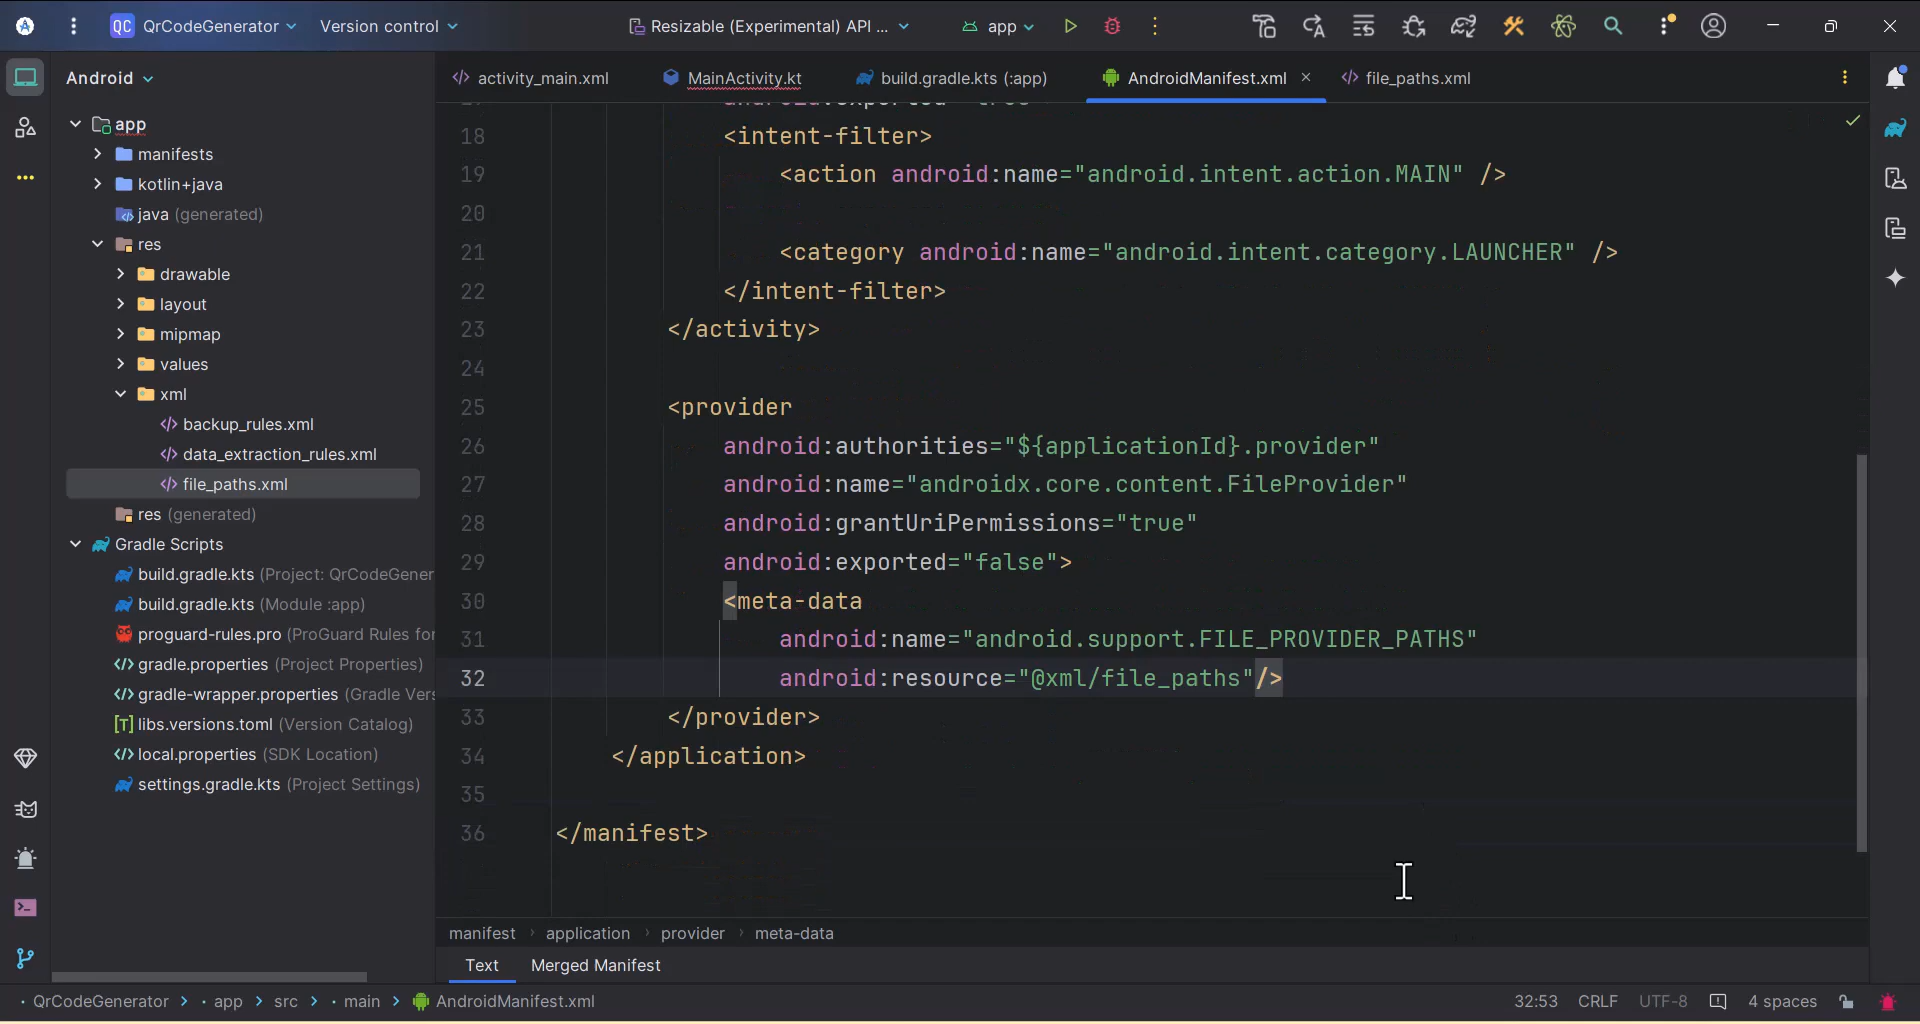 QC QrCodeGenerator Version control Resizable (Experimental) API ... app
Android
app
manifests
kotlin+java
java (generated)
res
drawable
layout
mipmap
values
xml
backup_rules.xml
data_extraction_rules.xml
file_paths.xml
res (generated)
Gradle Scripts
build.gradle.kts (Project: QrCodeGener
build.gradle.kts (Module :app)
proguard-rules.pro (ProGuard Rules for
gradle.properties (Project Properties)
gradle-wrapper.properties (Gradle Vers
[T] libs.versions.toml (Version Catalog)
local.properties (SDK Location)
settings.gradle.kts (Project Settings)
activity_main.xml MainActivity.kt build.gradle.kts (:app) AndroidManifest.xml file_paths.xml
18 <intent-filter>
19 <action android:name="android.intent.action.MAIN" />
20
21 <category android:name="android.intent.category.LAUNCHER" />
22 </intent-filter>
23 </activity>
24
25 <provider
26 android:authorities="${applicationId}.provider"
27 android:name="androidx.core.content.FileProvider"
28 android:grantUriPermissions="true"
29 android:exported="false">
30 <meta-data
31 android:name="android.support.FILE_PROVIDER_PATHS"
32 android:resource="@xml/file_paths"/>
33 </provider>
34 </application>
35
36 </manifest>
manifest › application › provider › meta-data
Text Merged Manifest
QrCodeGenerator > app > src > main > AndroidManifest.xml 32:53 CRLF UTF-8 4 spaces